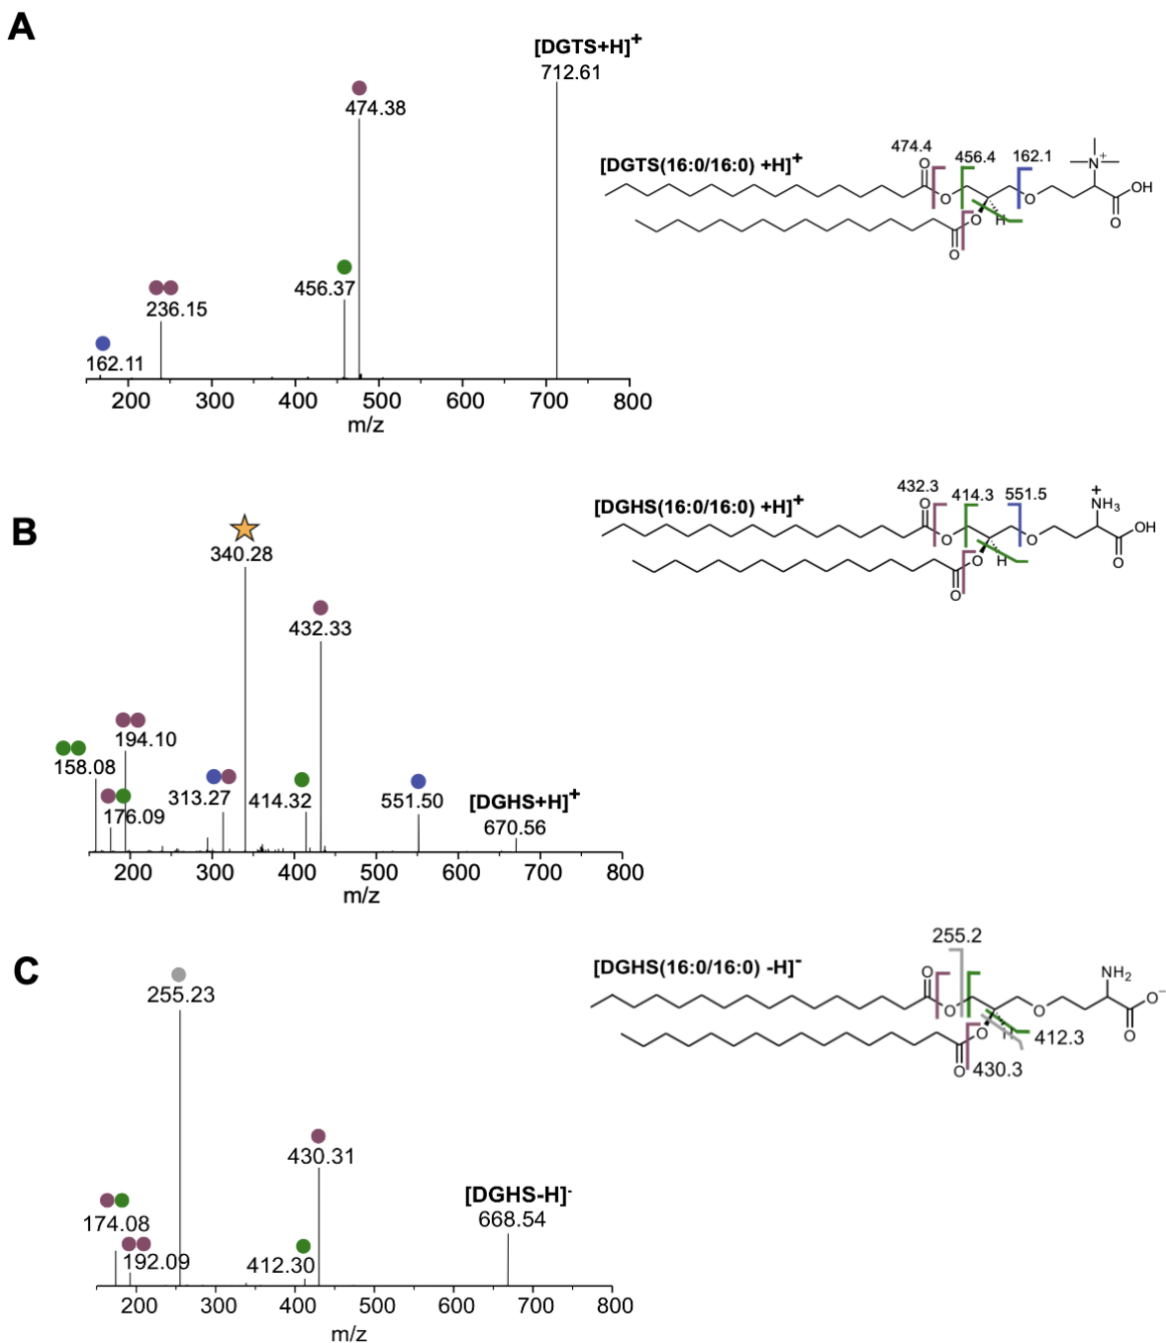 A
[DGTS+H]+
712.61
474.38
456.37
236.15
162.11
200 300 400 500 600 700 800
m/z
[DGTS(16:0/16:0) +H]+
474.4 456.4 162.1
O
O
O
H
O
O
N+
OH
O
B
340.28
432.33
194.10
158.08
176.09
313.27
414.32
551.50
[DGHS+H]+
670.56
200 300 400 500 600 700 800
m/z
[DGHS(16:0/16:0) +H]+
432.3 414.3 551.5
O
O
O
H
O
O
+
NH3
OH
O
C
255.23
430.31
174.08
192.09
412.30
[DGHS-H]-
668.54
200 300 400 500 600 700 800
m/z
255.2
[DGHS(16:0/16:0) -H]-
O
O
O
H
O
O
NH2
O-
O
412.3
430.3